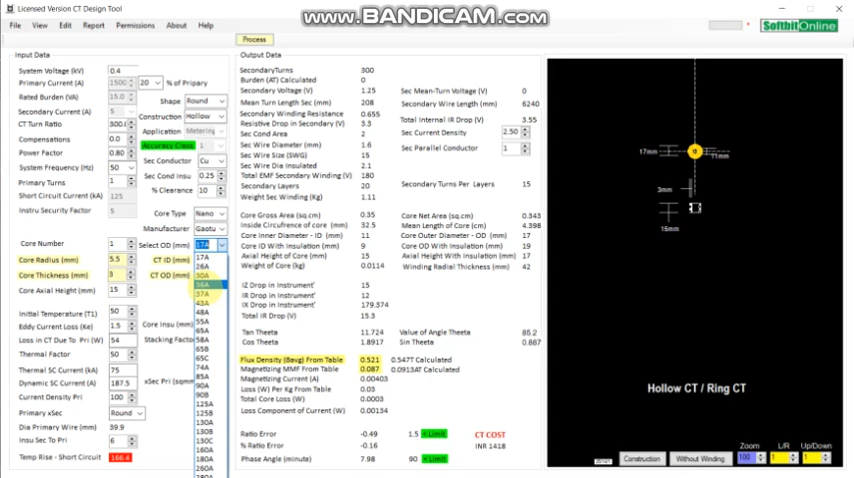 Licensed Version CT Design Tool
www.BANDICAM.com
File View Edit Report Permissions About Help
* SoftbitOnline
Process
Input Data
System Voltage (kV) 0.4
Primary Current (A) 1500 20 % of Pripary
Rated Burden (VA) 15.0 Shape Round
Secondary Current (A) 5 Construction Hollow
CT Turn Ratio 300.0 Application Metering
Compensations 0.0 Accuracy Class 1
Power Factor 0.80 Sec Conductor Cu
System Frequency (Hz) 50 Sec Cond Insu 0.25
Primary Turns 1 % Clearance 10
Short Circuit Current (kA) 125
Instru Security Factor 5 Core Type Nano
Manufacturer Gaotu
Core Number 1 Select OD (mm) 17A
Core Radius (mm) 5.5 CT ID (mm)
Core Thickness (mm) 3 CT OD (mm)
Core Axial Height (mm) 15
Initial Temperature (T1) 50
Eddy Current Loss (Ke) 1.5 Core Insu (mm)
Loss in CT Due To Pri (W) 54 Stacking Facto
Thermal Factor 50
Thermal SC Current (kA) 75
Dynamic SC Current (A) 187.5 xSec Pri (sqmm
Current Density Pri 100
Primary xSec Round
Dia Primary Wire (mm) 39.9
Insu Sec To Pri 6
Temp Rise - Short Circuit 166.4
17A
26A
30A
36A
37A
43A
48A
55A
65A
58A
65B
65C
74A
85A
90A
90B
125A
125B
130A
130B
130C
160A
180A
260A
Output Data
SecondaryTurns 300
Burden (AT) Calculated 0
Secondary Voltage (V) 1.25 Sec Mean-Turn Voltage (V) 0
Mean Turn Length Sec (mm) 208 Secondary Wire Length (mm) 6240
Secondary Winding Resistance 0.655
Resistive Drop in Secondary (V) 3.3 Total Internal IR Drop (V) 3.55
Sec Cond Area 2 Sec Current Density 2.50
Sec Wire Diameter (mm) 1.6
Sec Wire Size (SWG) 15 Sec Parallel Conductor 1
Sec Wire Dia Insulated (mm) 2.1
Total EMF Secondary Winding (V) 180
Secondary Layers 20 Secondary Turns Per Layers 15
Weight Sec Winding (Kg) 1.11
Core Gross Area (sq.cm) 0.35 Core Net Area (sq.cm) 0.343
Inside Circulfrence of core (mm) 32.5 Mean Length of Core (mm) 4.398
Core Inner Diameter - ID (mm) 11 Core Outer Diameter - OD (mm) 17
Core ID With Insulation (mm) 9 Core OD With Insulation (mm) 19
Axial Height of Core (mm) 15 Axial Height With Insulation (mm) 17
Weight of Core (kg) 0.0114 Winding Radial Thickness (mm) 42
IZ Drop in Instrument' 15
IR Drop in Instrument' 12
IX Drop in Instrument' 179.374
Total IR Drop (V) 15.3
Tan Theeta 11.724 Value of Angle Theeta 85.2
Cos Theeta 1.8917 Sin Theeta 0.887
Flux Density (Bavg) From Table 0.521 0.547T Calculated
Magnetizing MMF From Table 0.087 0.0913AT Calculated
Magnetizing Current (A) 0.00403
Loss (W) Per Kg From Table 0.03
Total Core Loss (W) 0.0003
Loss Component of Current (W) 0.00134
Ratio Error -0.49 1.5 < Limit CT COST
% Ratio Error -0.16 INR 1418
Phase Angle (minute) 7.98 90 < Limit
17mm 11mm
3mm
15mm
Hollow CT / Ring CT
Construction Without Winding
Zoom L/R Up/Down
100 1 1